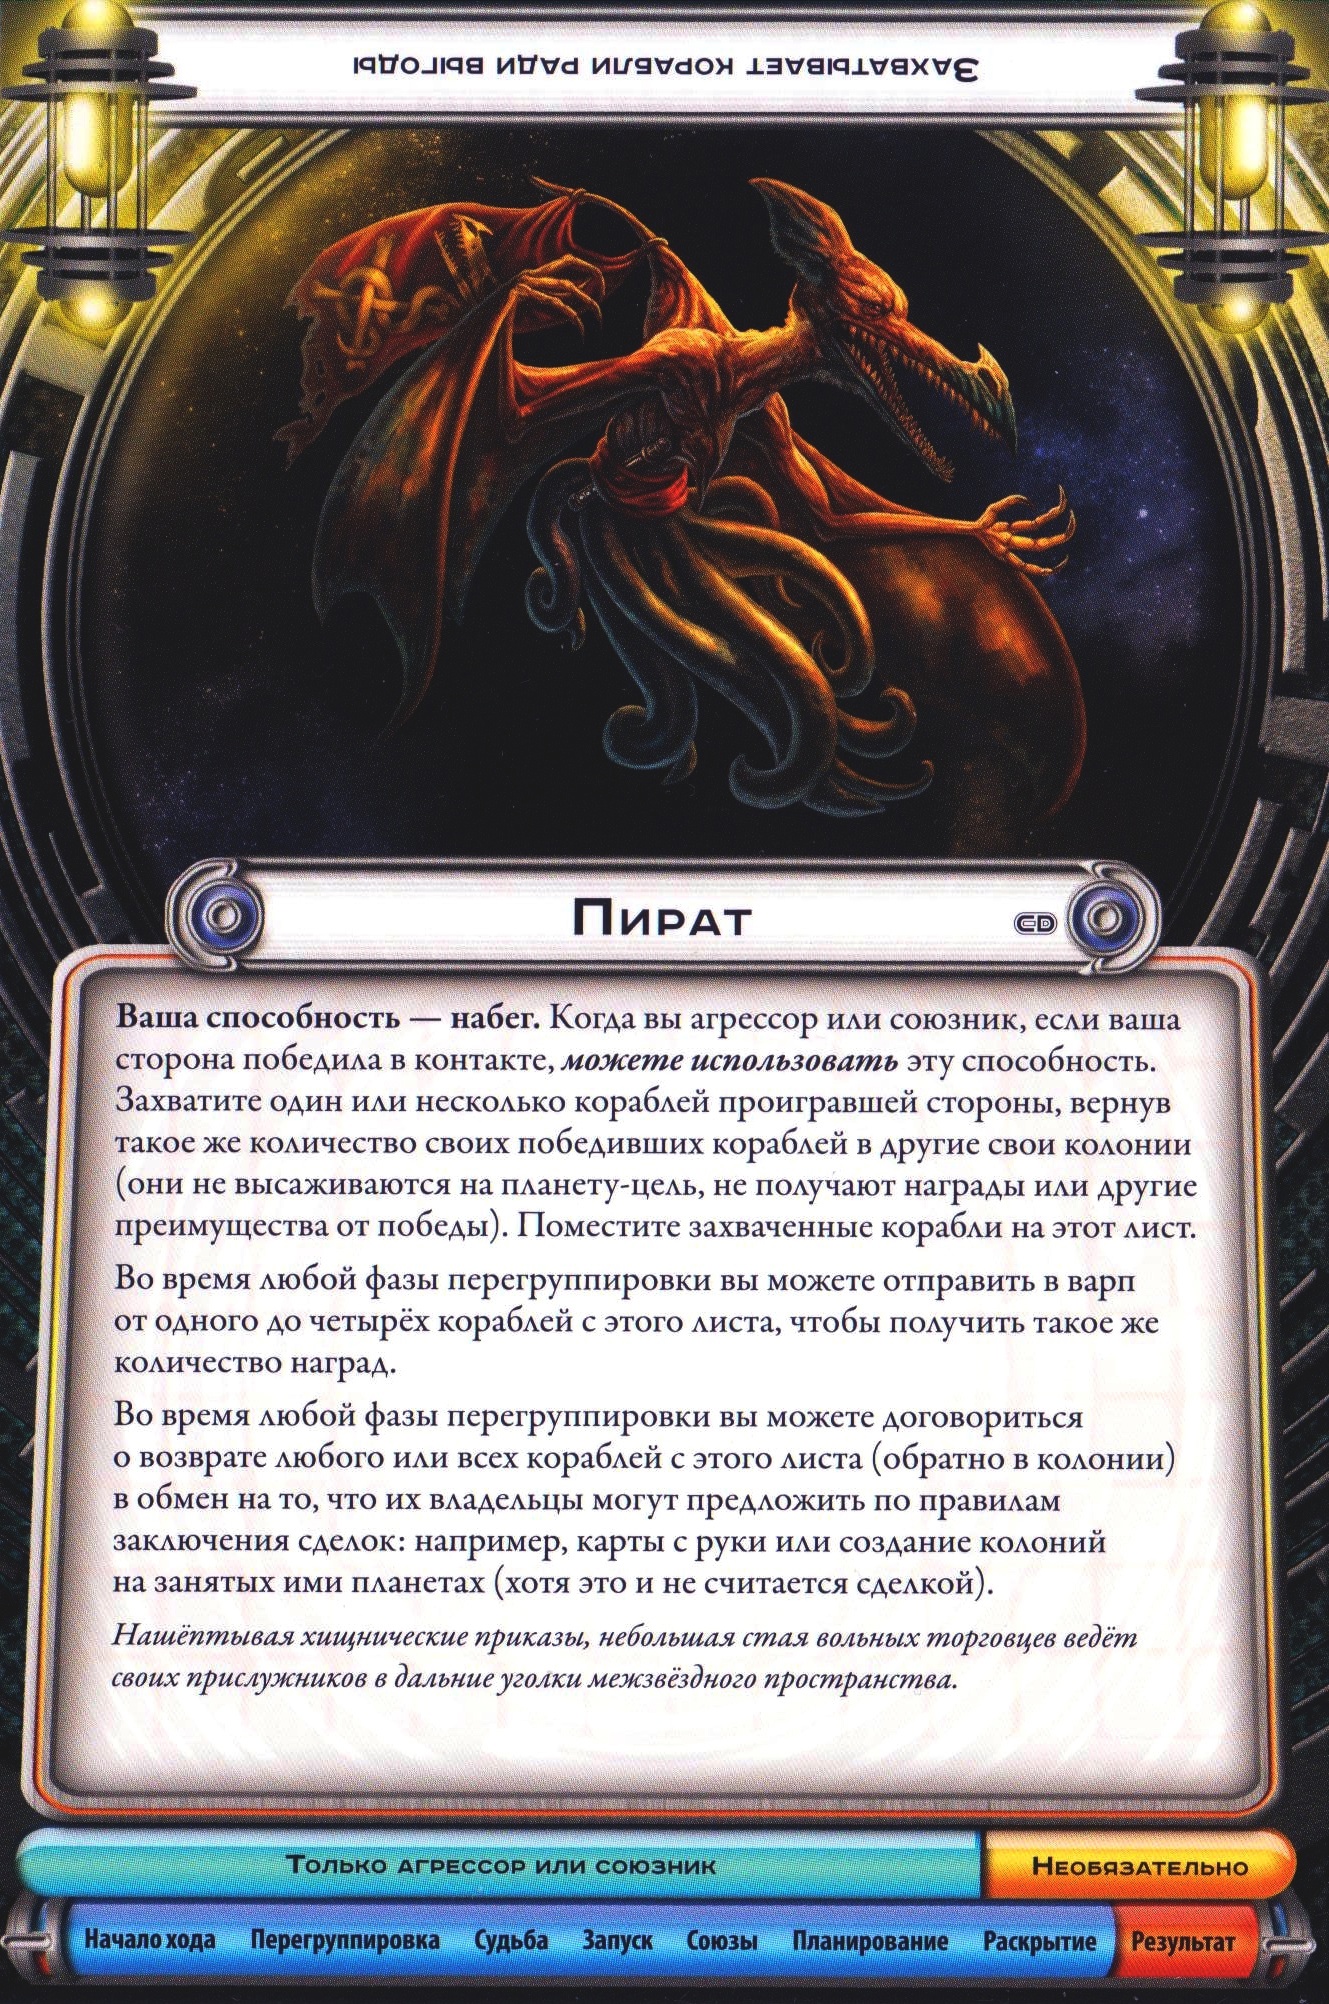 Захватывает корабли ради выгоды
Пират
Ваша способность — набег. Когда вы агрессор или союзник, если ваша
сторона победила в контакте, можете использовать эту способность.
Захватите один или несколько кораблей проигравшей стороны, вернув
такое же количество своих победивших кораблей в другие свои колонии
(они не высаживаются на планету-цель, не получают награды или другие
преимущества от победы). Поместите захваченные корабли на этот лист.
Во время любой фазы перегруппировки вы можете отправить в варп
от одного до четырёх кораблей с этого листа, чтобы получить такое же
количество наград.
Во время любой фазы перегруппировки вы можете договориться
о возврате любого или всех кораблей с этого листа (обратно в колонии)
в обмен на то, что их владельцы могут предложить по правилам
заключения сделок: например, карты с руки или создание колоний
на занятых ими планетах (хотя это и не считается сделкой).
Нашёптывая хищнические приказы, небольшая стая вольных торговцев ведёт
своих прислужников в дальние уголки межзвёздного пространства.
Только агрессор или союзник Необязательно
Начало хода Перегруппировка Судьба Запуск Союзы Планирование Раскрытие Результат